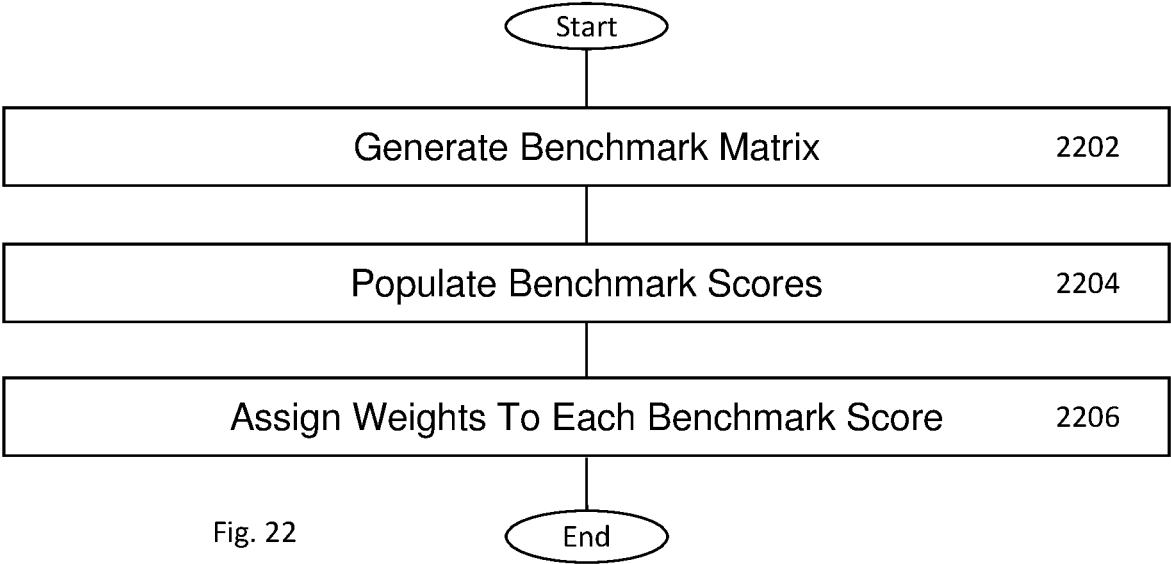 Start
Generate Benchmark Matrix 2202
Populate Benchmark Scores 2204
Assign Weights To Each Benchmark Score 2206
Fig. 22
End